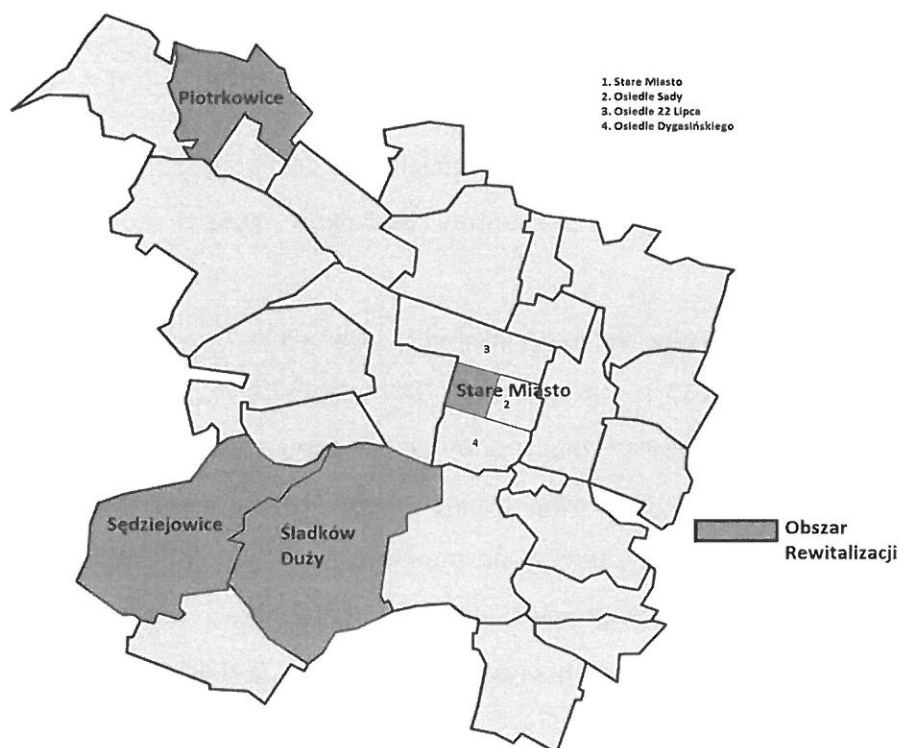 Piotrkowice
1. Stare Miasto
2. Osiedle Sady
3. Osiedle 22 Lipca
4. Osiedle Dygasińskiego
3
Stare Miasto
2
4
Sędziejowice
Śladków
Duży
Obszar
Rewitalizacji